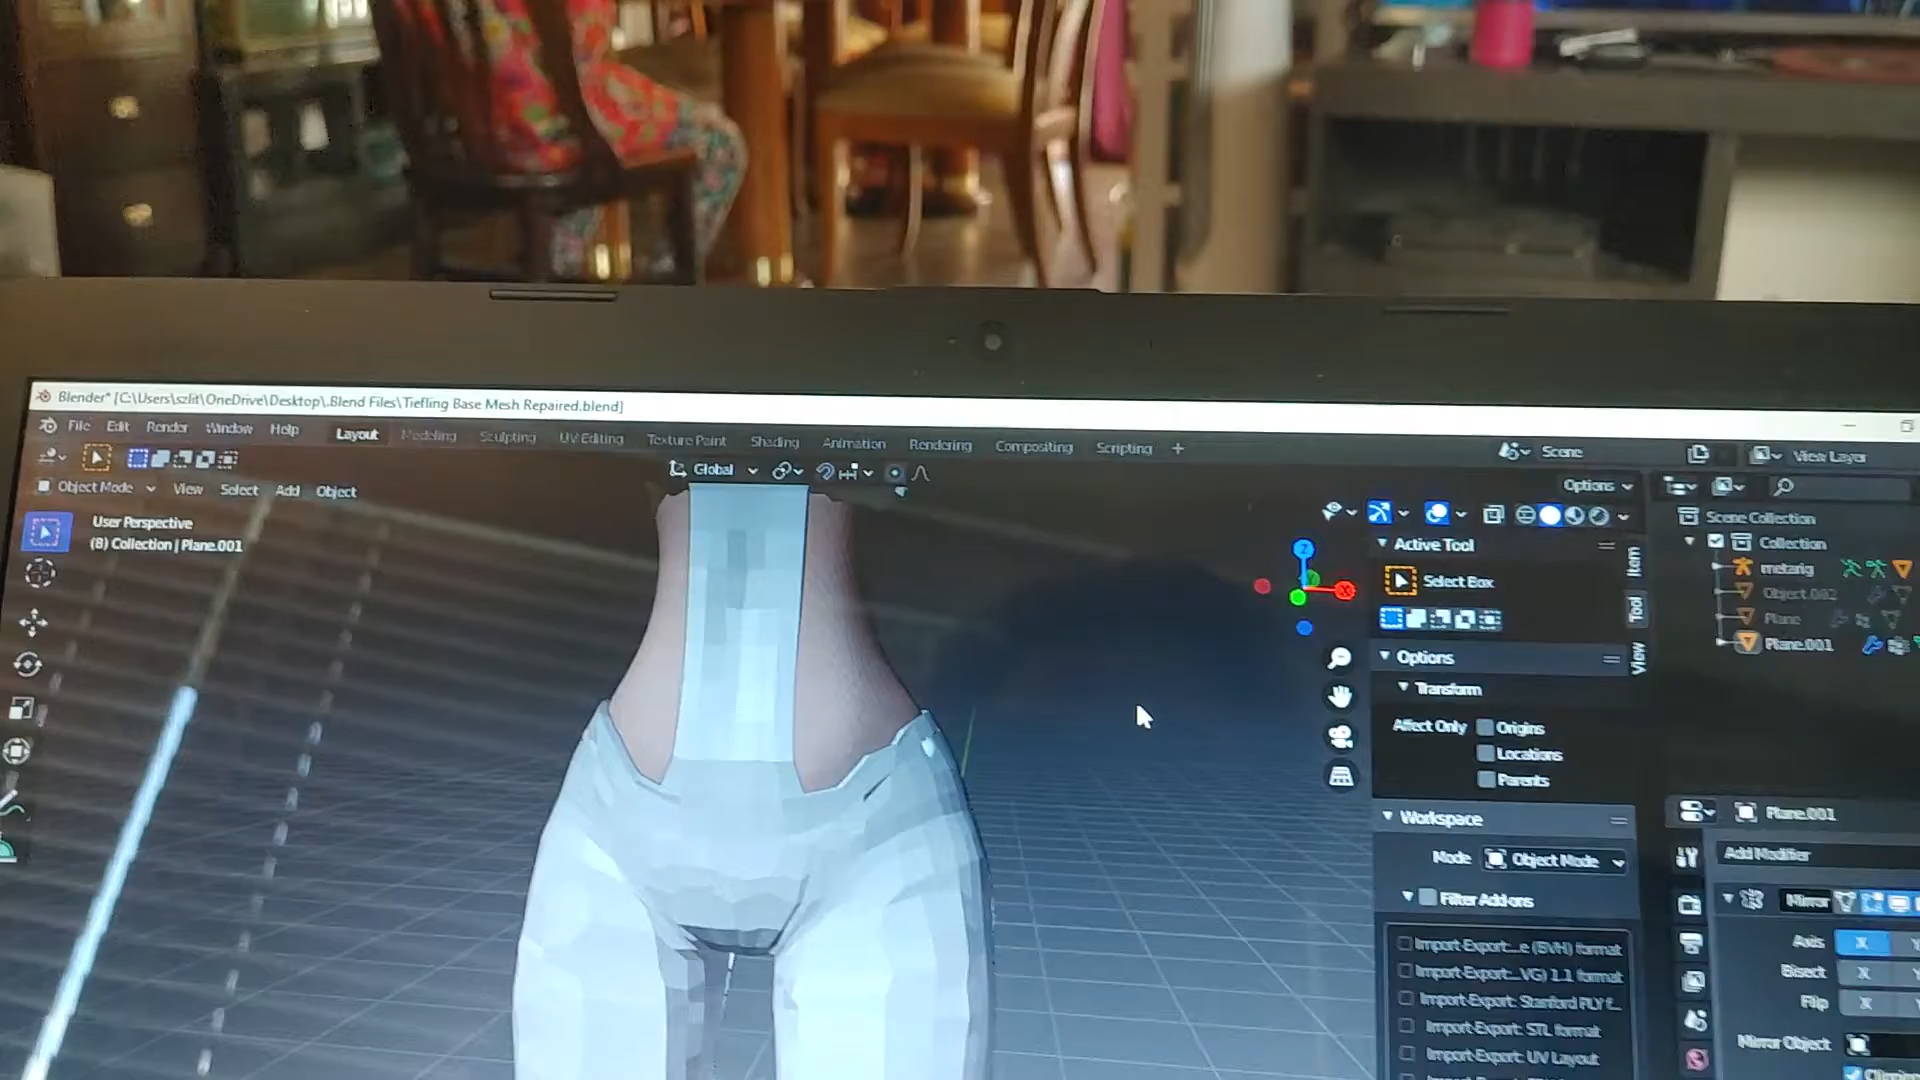 Blender* [C:\Users\szlit\OneDrive\Desktop\.Blend Files\Tiefling Base Mesh Repaired.blend]
File Edit Render Window Help Layout Modeling Sculpting UV Editing Texture Paint Shading Animation Rendering Compositing Scripting + Scene View Layer
Global
Object Mode View Select Add Object Options
User Perspective
(8) Collection | Plane.001
Scene Collection
Collection
metarig
Object.002
Plane
Plane.001
Z
X
Active Tool
Select Box
Options
Transform
Affect Only Origins
Locations
Parents
Workspace
Mode Object Mode
Filter Add-ons
Import-Export:...e (BVH) format
Import-Export:...VG) 1.1 format
Import-Export: Stanford PLY f...
Import-Export: STL format
Import-Export: UV Layout
Item
Tool
View
Plane.001
Add Modifier
Mirror
Axis X Y
Bisect X Y
Flip X Y
Mirror Object